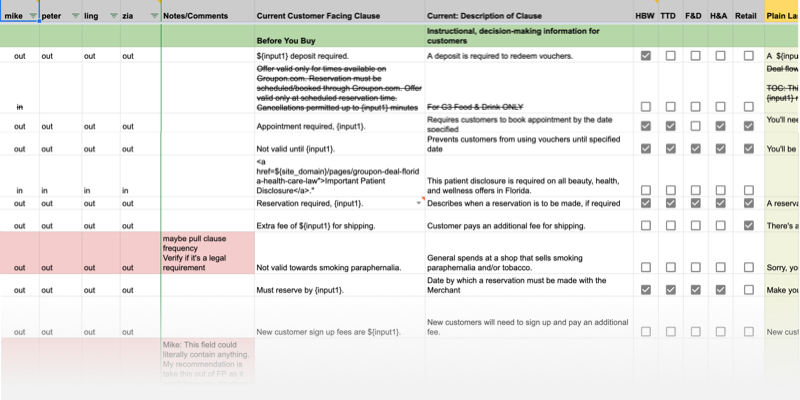 mike peter ling zia Notes/Comments Current Customer Facing Clause Current: Description of Clause HBW TTD F&D H&A Retail Plain La
Before You Buy
Instructional, decision-making information for
customers
out out out out ${input1} deposit required. A deposit is required to redeem vouchers. A ${inpu
Offer valid only for times available on
Groupon.com. Reservation must be
scheduled/booked through Groupon.com. Offer
valid only at scheduled reservation time.
Cancellations permitted up to {input1} minutes
in
For G3 Food & Drink ONLY
Deal flow
TOC: Thi
{input1} r
out out out out Appointment required, {input1}.
Requires customers to book appointment by the date
specified
You'll nee
out out out out Not valid until {input1}.
Prevents customers from using vouchers until specified
date
You'll be
<a
href=${site_domain}/pages/groupon-deal-florid
a-health-care-law">Important Patient
Disclosure</a>."
in in in in
This patient disclosure is required on all beauty, health,
and wellness offers in Florida.
out out out out Reservation required, {input1}. Describes when a reservation is to be made, if required A reserva
out out out out Extra fee of ${input1} for shipping. Customer pays an additional fee for shipping. There's a
maybe pull clause
frequency
Verify if it's a legal
requirement
out out out out Not valid towards smoking paraphernalia.
General spends at a shop that sells smoking
paraphernalia and/or tobacco.
Sorry, yo
out out out out Must reserve by {input1}.
Date by which a reservation must be made with the
Merchant
Make you
out out out out New customer sign up fees are ${input1}.
New customers will need to sign up and pay an additional
fee.
New cust
Mike: This field could
literally contain anything.
My recommendation is
take this out of FP as it